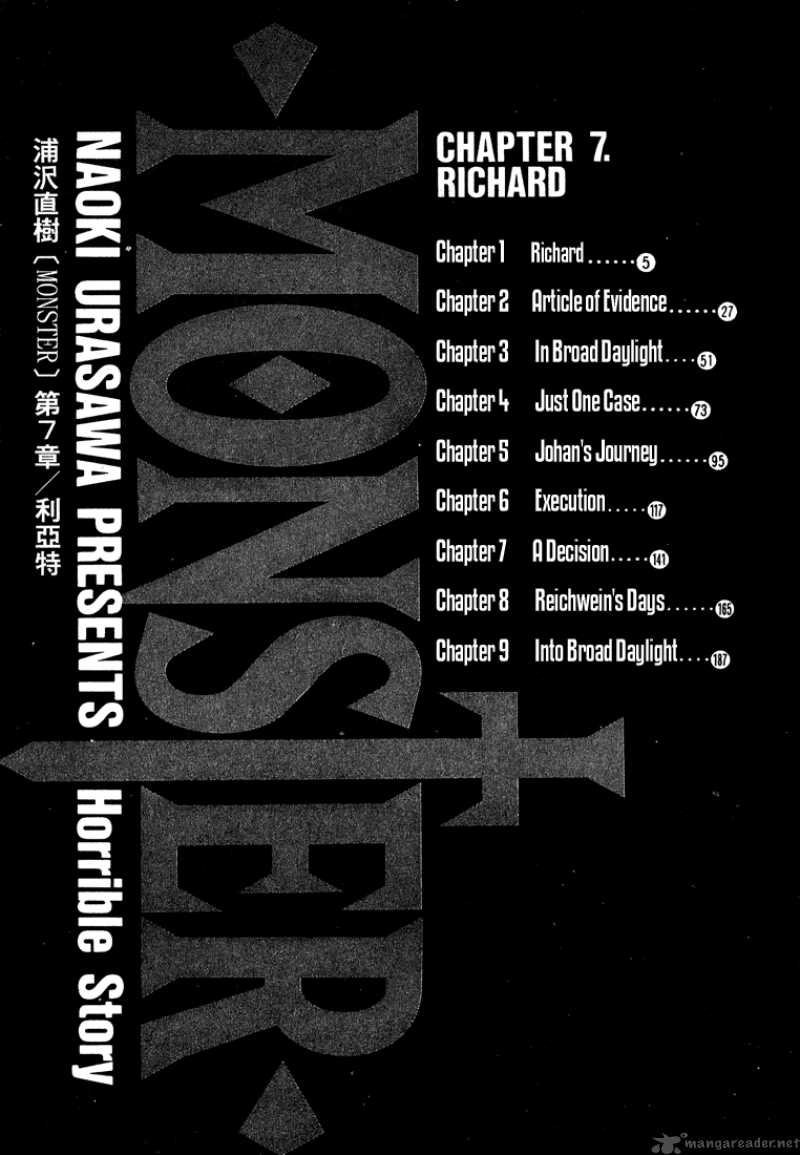 CHAPTER 7.
RICHARD
Chapter 1 Richard......5
Chapter 2 Article of Evidence......27
Chapter 3 In Broad Daylight....51
Chapter 4 Just One Case......73
Chapter 5 Johan's Journey......95
Chapter 6 Execution.....117
Chapter 7 A Decision.....141
Chapter 8 Reichwein's Days......165
Chapter 9 Into Broad Daylight....187
MONSTER
NAOKI URASAWA PRESENTS Horrible Story
浦沢直樹〔MONSTER〕第7章/利亞特
mangareader.net